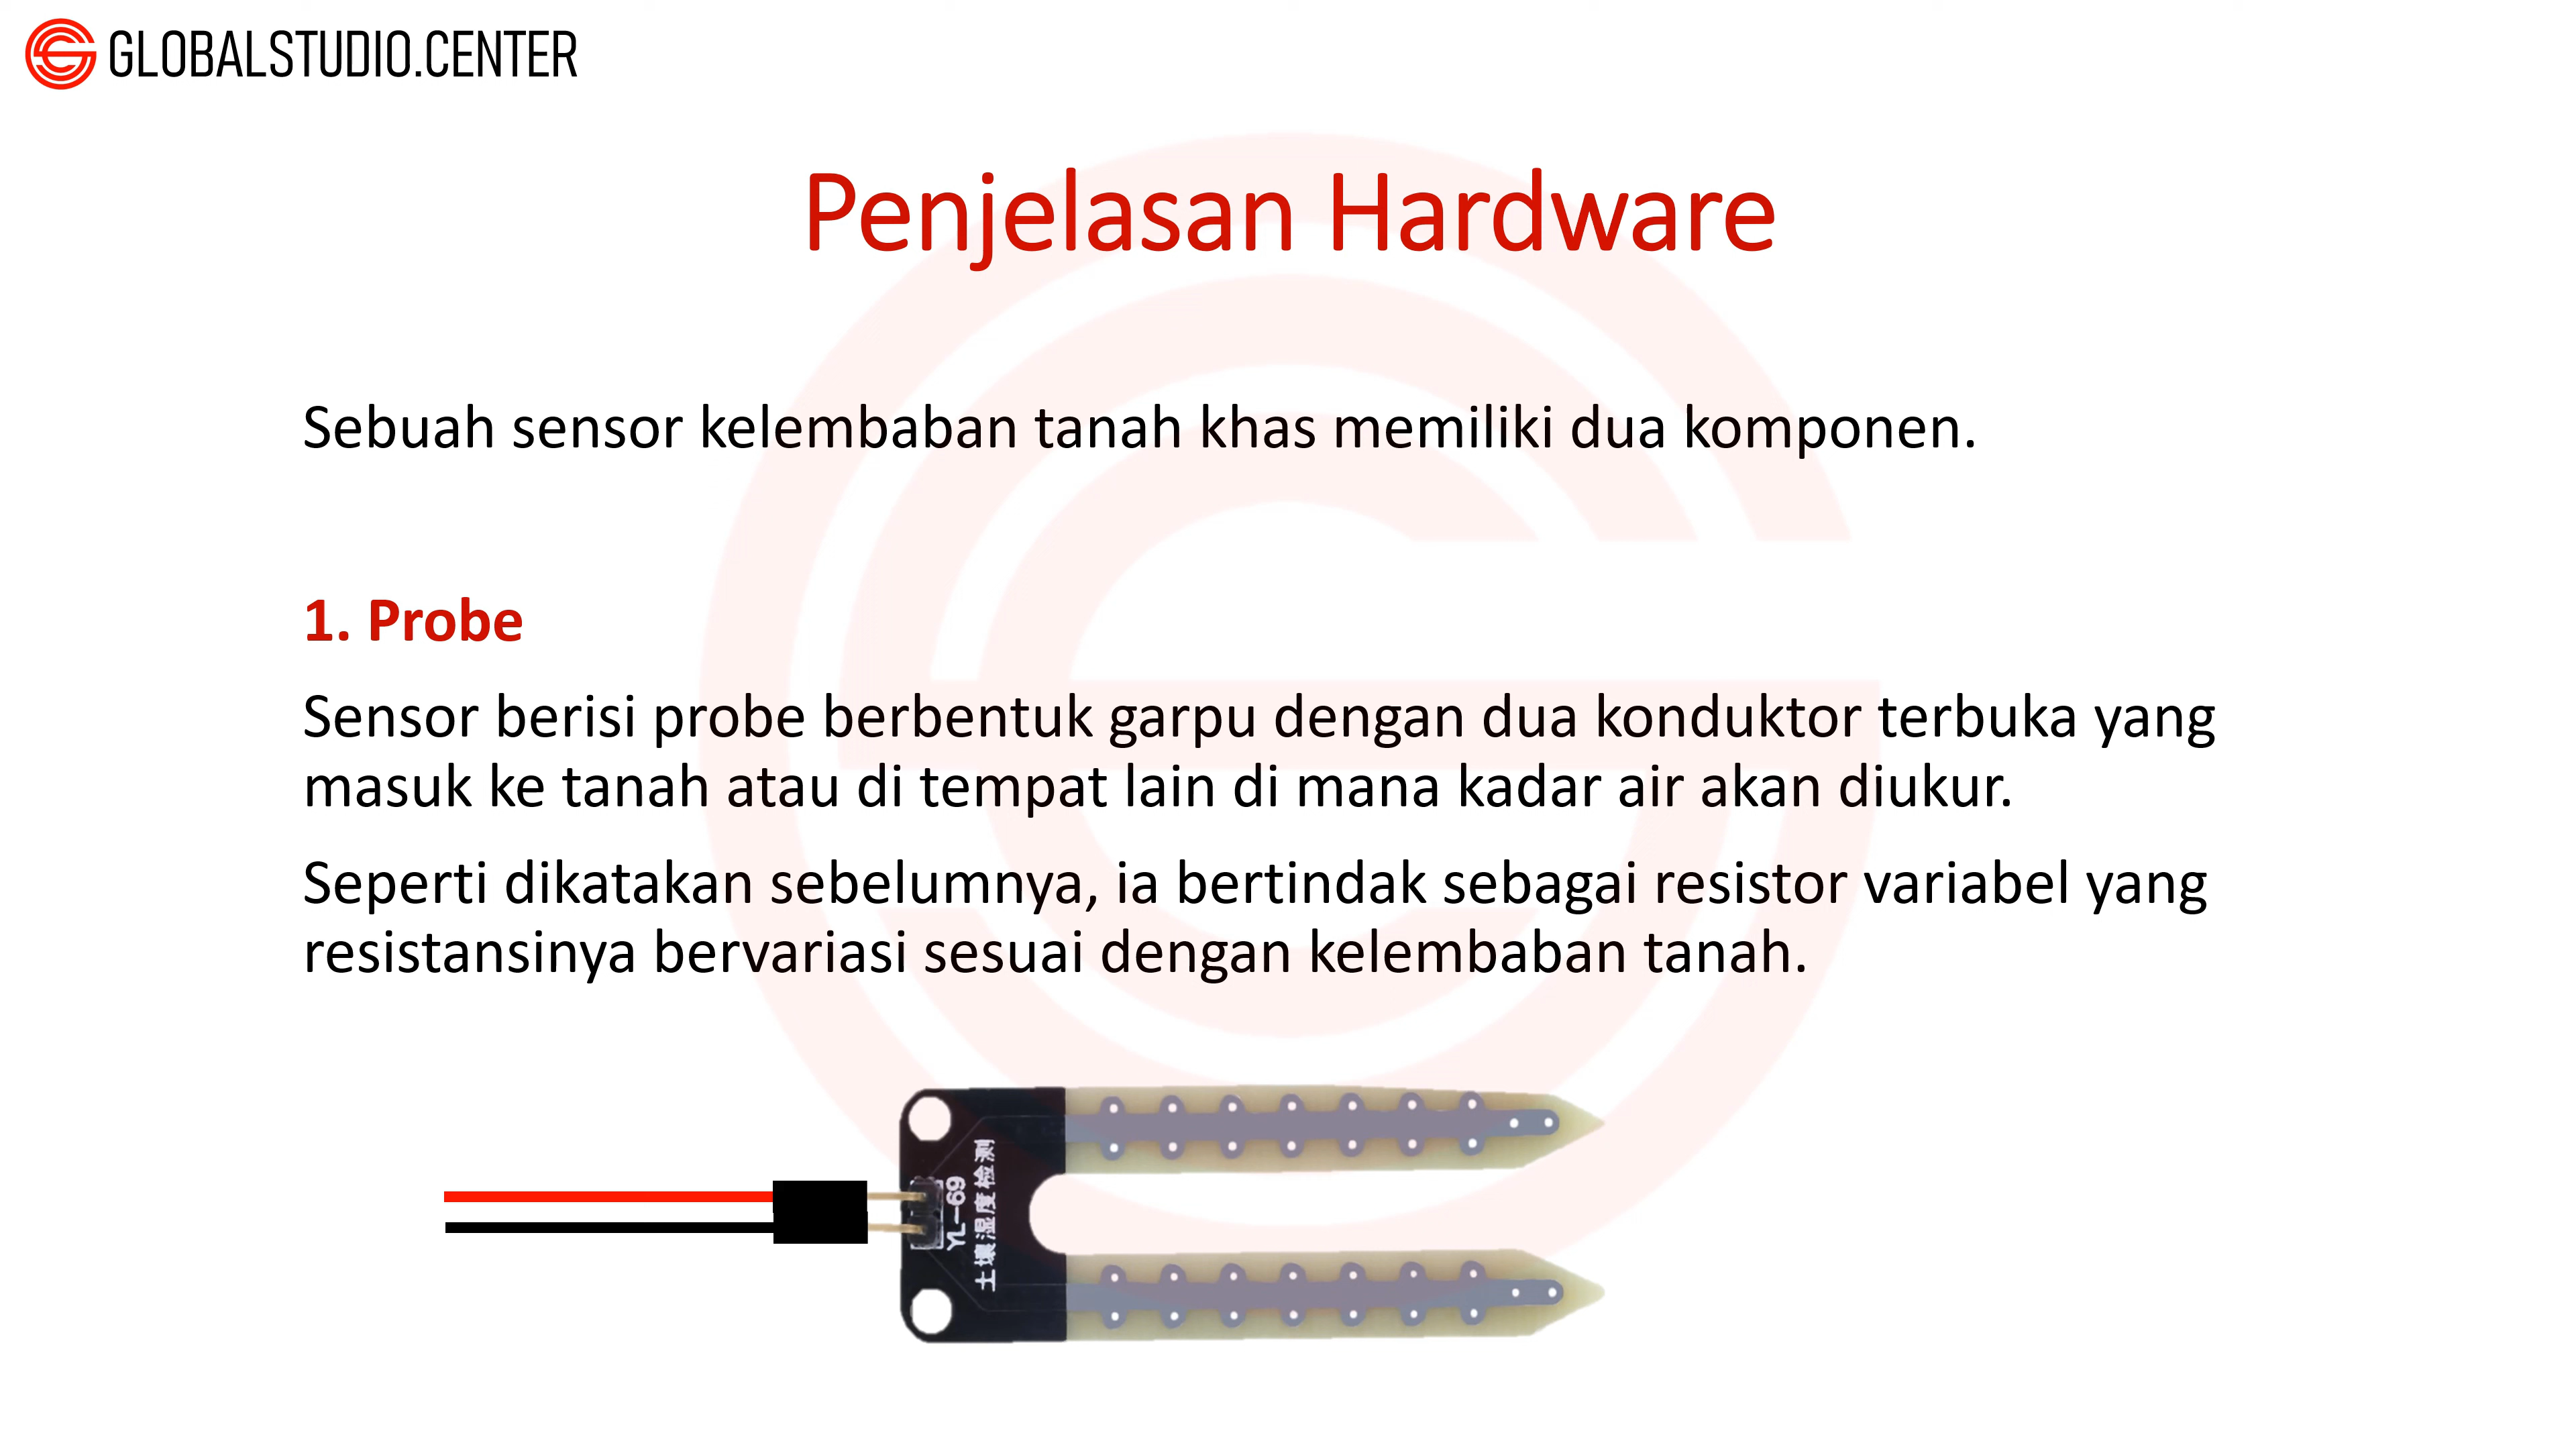 GLOBALSTUDIO.CENTER
Penjelasan Hardware
Sebuah sensor kelembaban tanah khas memiliki dua komponen.
1. Probe
Sensor berisi probe berbentuk garpu dengan dua konduktor terbuka yang
masuk ke tanah atau di tempat lain di mana kadar air akan diukur.
Seperti dikatakan sebelumnya, ia bertindak sebagai resistor variabel yang
resistansinya bervariasi sesuai dengan kelembaban tanah.
YL-69
土壤湿度检测